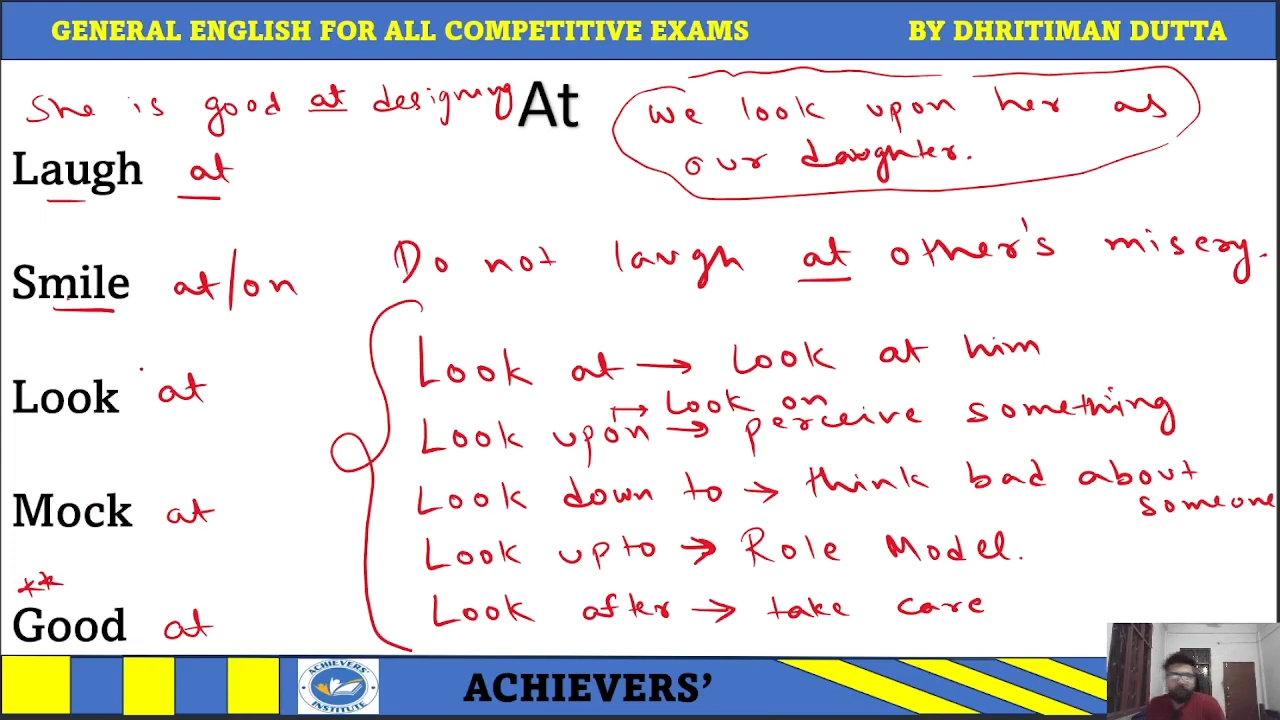 GENERAL ENGLISH FOR ALL COMPETITIVE EXAMS BY DHRITIMAN DUTTA
She is good at designing
At
We look upon her as
our daughter.
Laugh at
Do not laugh at other's misery.
Smile at/on
Look at → Look at him
Look at
↦ Look on
Look upon → perceive something
Look down to → think bad about
someone
Mock at
Look upto → Role Model.
**
Good at
Look after → take care
ACHIEVERS'
INSTITUTE
ACHIEVERS’